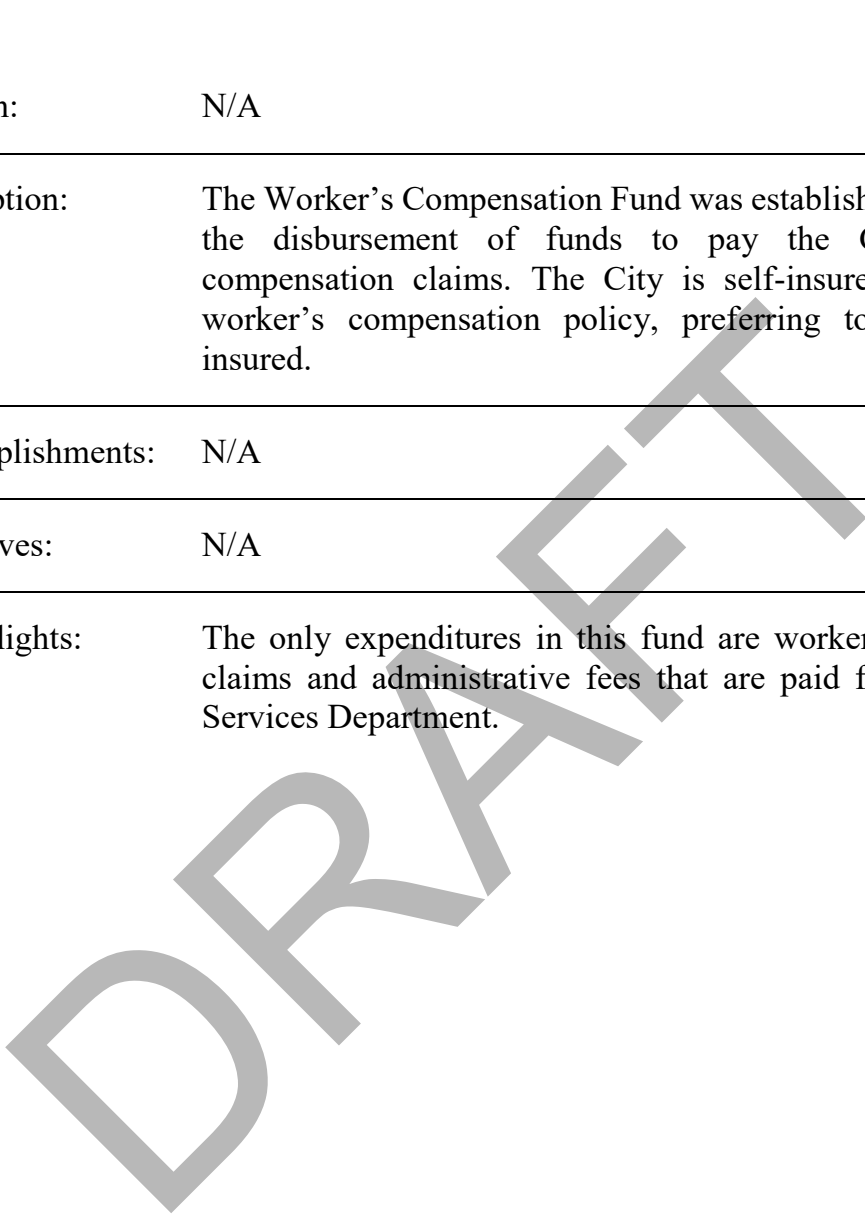 n: N/A
ption: The Worker’s Compensation Fund was establish
the disbursement of funds to pay the C
compensation claims. The City is self-insure
worker’s compensation policy, preferring to
insured.
plishments: N/A
ves: N/A
lights: The only expenditures in this fund are worker
claims and administrative fees that are paid f
Services Department.
DRAFT